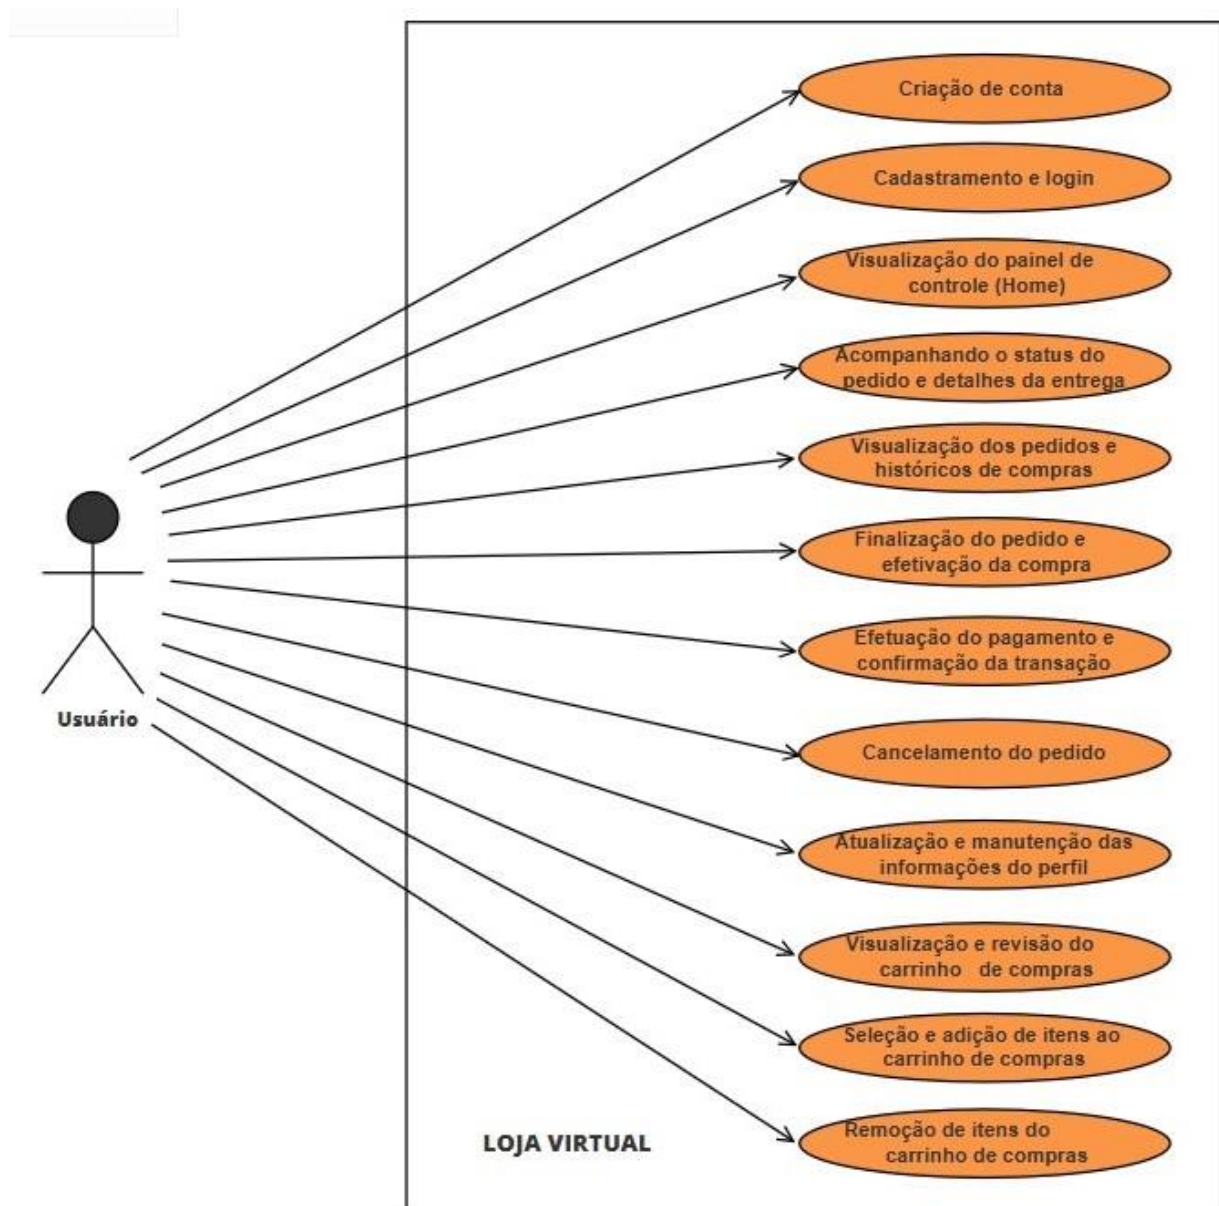 Criação de conta
Cadastramento e login
Visualização do painel de
controle (Home)
Acompanhando o status do
pedido e detalhes da entrega
Visualização dos pedidos e
históricos de compras
Finalização do pedido e
efetivação da compra
Efetuação do pagamento e
confirmação da transação
Cancelamento do pedido
Atualização e manutenção das
informações do perfil
Visualização e revisão do
carrinho de compras
Seleção e adição de itens ao
carrinho de compras
Remoção de itens do
carrinho de compras
Usuário
LOJA VIRTUAL